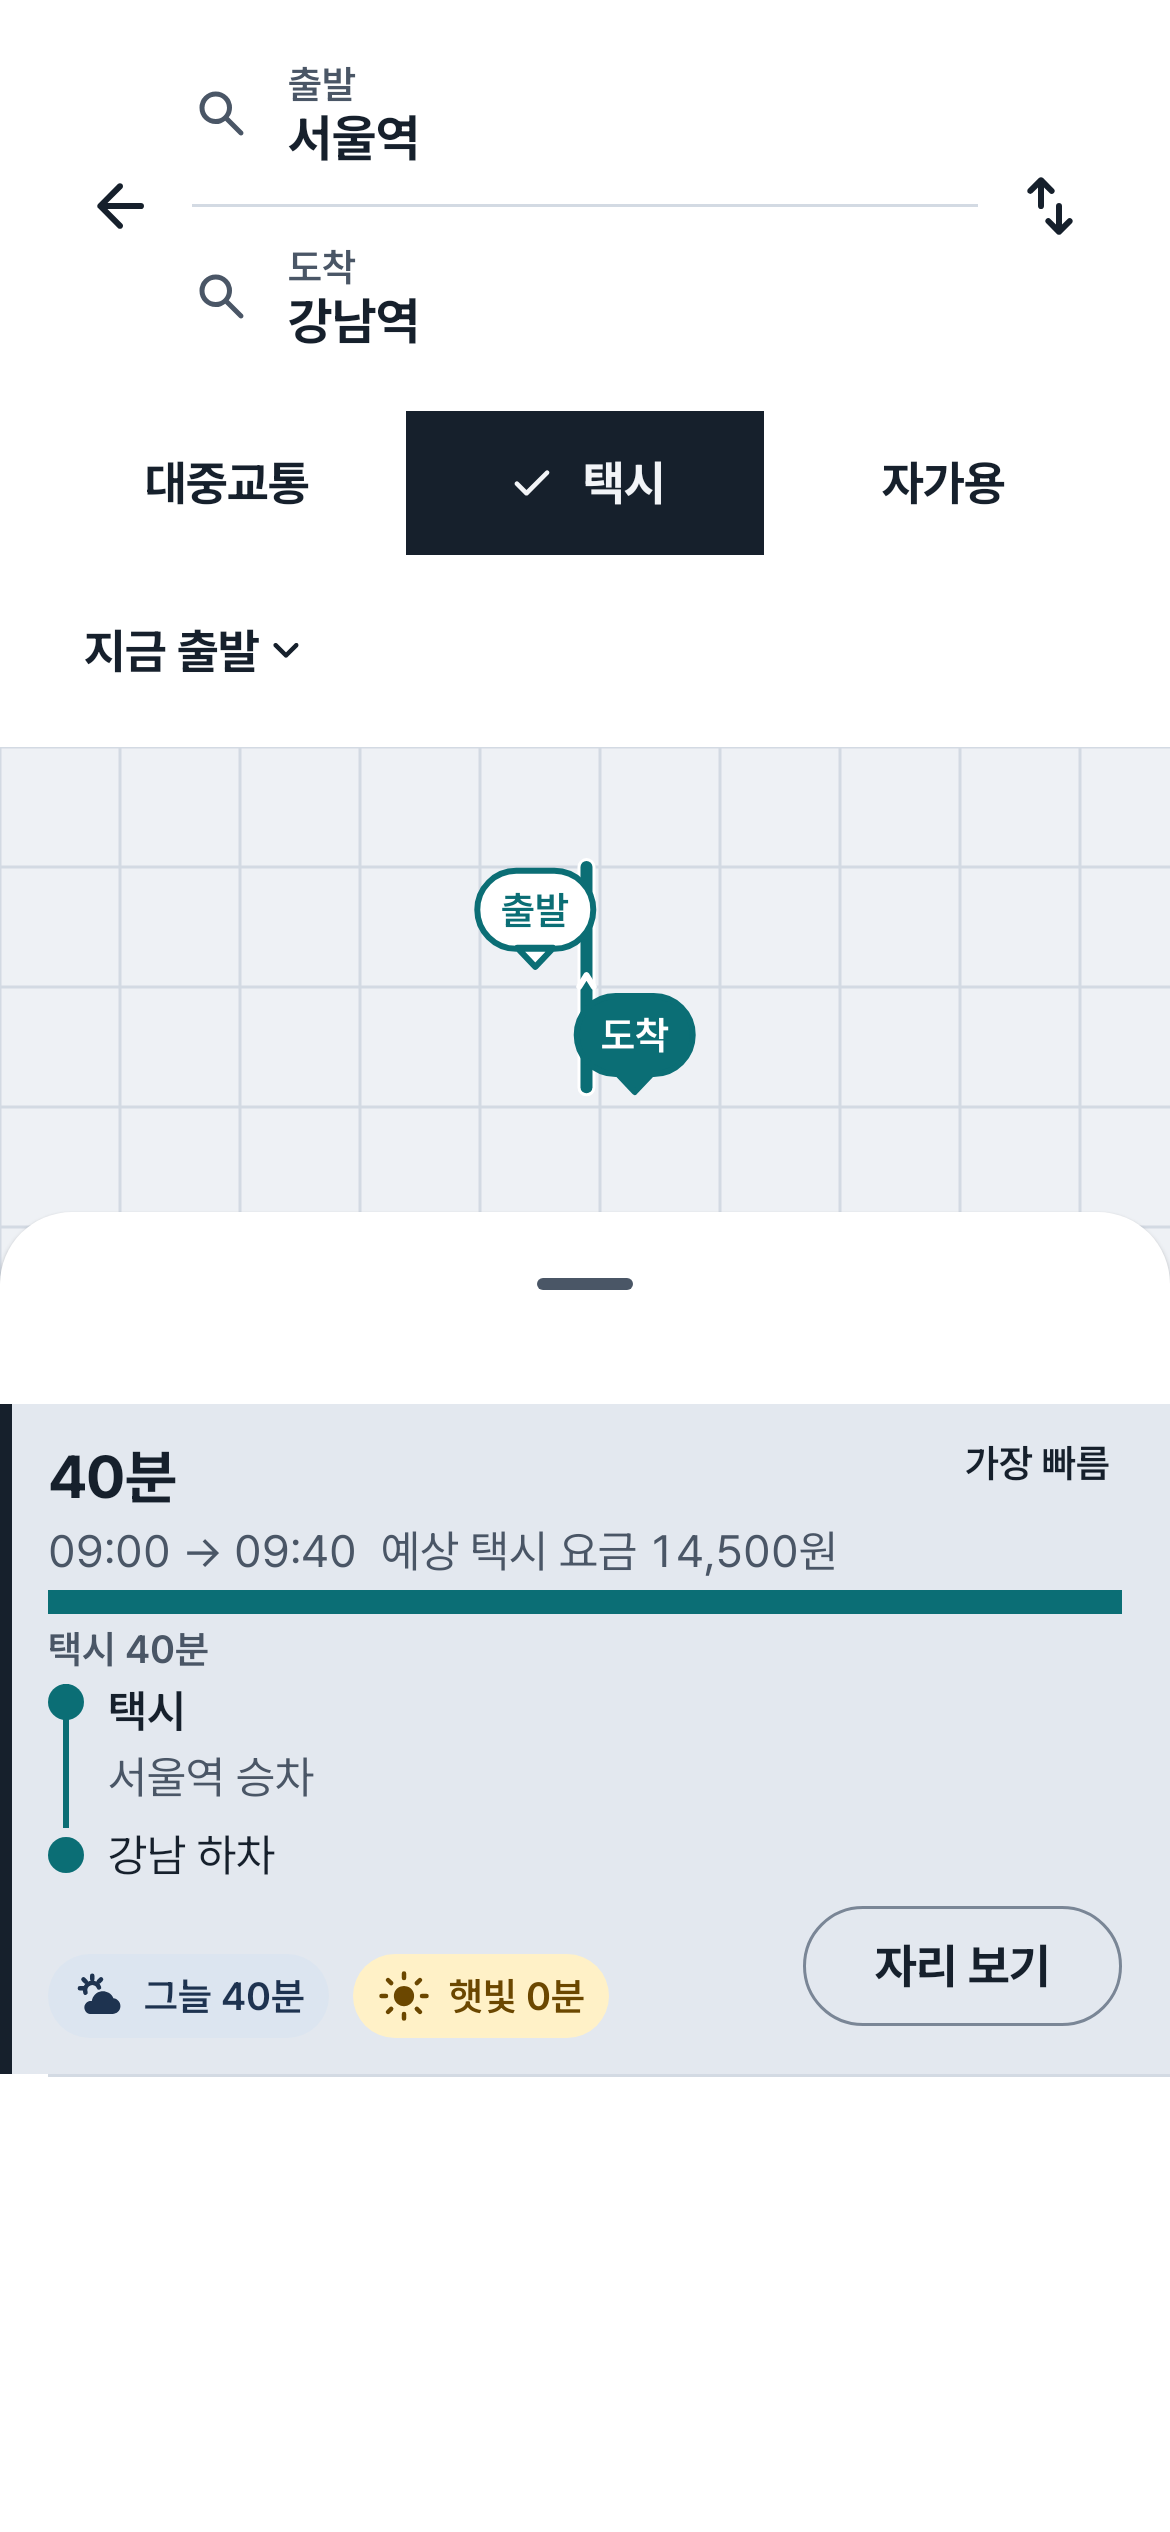 출발
서울역
도착
강남역
대중교통
택시
자가용
지금 출발
출발
도착
40분
가장 빠름
09:00 → 09:40 예상 택시 요금 14,500원
택시 40분
택시
서울역 승차
강남 하차
자리 보기
그늘 40분
햇빛 0분